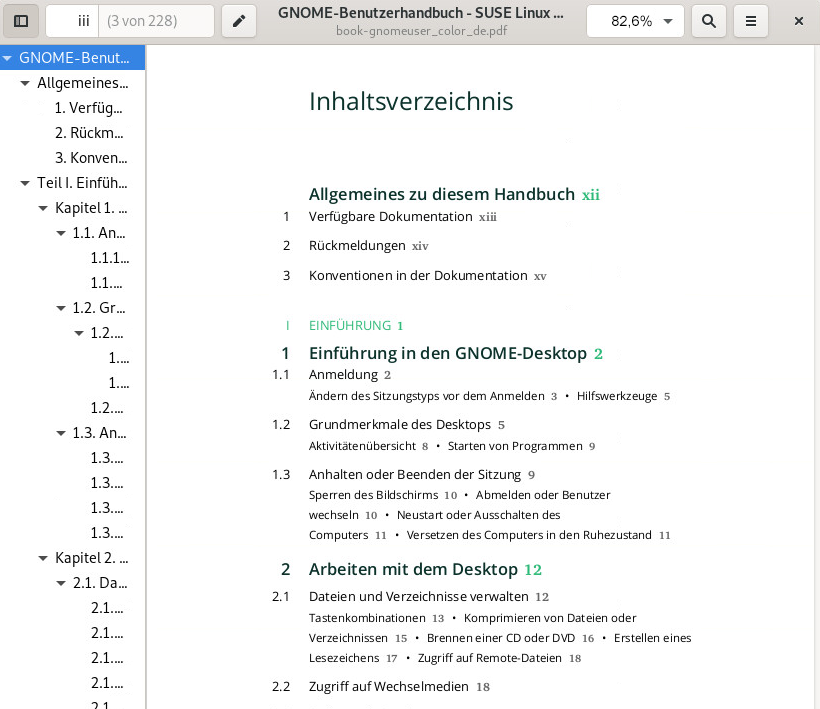 iii (3 von 228)
GNOME-Benutzerhandbuch - SUSE Linux ...
book-gnomeuser_color_de.pdf
82,6%
GNOME-Benut...
Allgemeines...
1. Verfüg...
2. Rückm...
3. Konven...
Teil I. Einfüh...
Kapitel 1. ...
1.1. An...
1.1.1...
1.1....
1.2. Gr...
1.2....
1....
1....
1.2....
1.3. An...
1.3....
1.3....
1.3....
1.3....
Kapitel 2. ...
2.1. Da...
2.1....
2.1....
2.1....
2.1....
2.1....
Inhaltsverzeichnis
Allgemeines zu diesem Handbuch xii
1 Verfügbare Dokumentation xiii
2 Rückmeldungen xiv
3 Konventionen in der Dokumentation xv
I EINFÜHRUNG 1
1 Einführung in den GNOME-Desktop 2
1.1 Anmeldung 2
Ändern des Sitzungstyps vor dem Anmelden 3 • Hilfswerkzeuge 5
1.2 Grundmerkmale des Desktops 5
Aktivitätenübersicht 8 • Starten von Programmen 9
1.3 Anhalten oder Beenden der Sitzung 9
Sperren des Bildschirms 10 • Abmelden oder Benutzer
wechseln 10 • Neustart oder Ausschalten des
Computers 11 • Versetzen des Computers in den Ruhezustand 11
2 Arbeiten mit dem Desktop 12
2.1 Dateien und Verzeichnisse verwalten 12
Tastenkombinationen 13 • Komprimieren von Dateien oder
Verzeichnissen 15 • Brennen einer CD oder DVD 16 • Erstellen eines
Lesezeichens 17 • Zugriff auf Remote-Dateien 18
2.2 Zugriff auf Wechselmedien 18